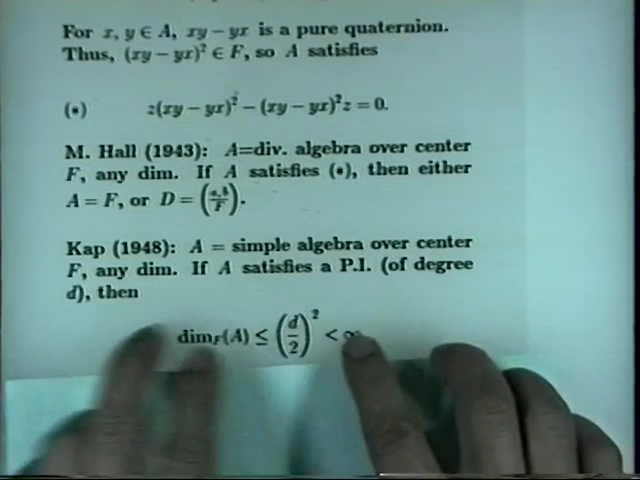 For x, y ∈ A, xy − yx is a pure quaternion.
Thus, (xy − yx)² ∈ F, so A satisfies
(•) z(xy − yx)² − (xy − yx)²z = 0.
M. Hall (1943): A=div. algebra over center
F, any dim. If A satisfies (•), then either
A = F, or D = (a,b/F).
Kap (1948): A = simple algebra over center
F, any dim. If A satisfies a P.I. (of degree
d), then
dim_F(A) ≤ (d/2)² < ∞